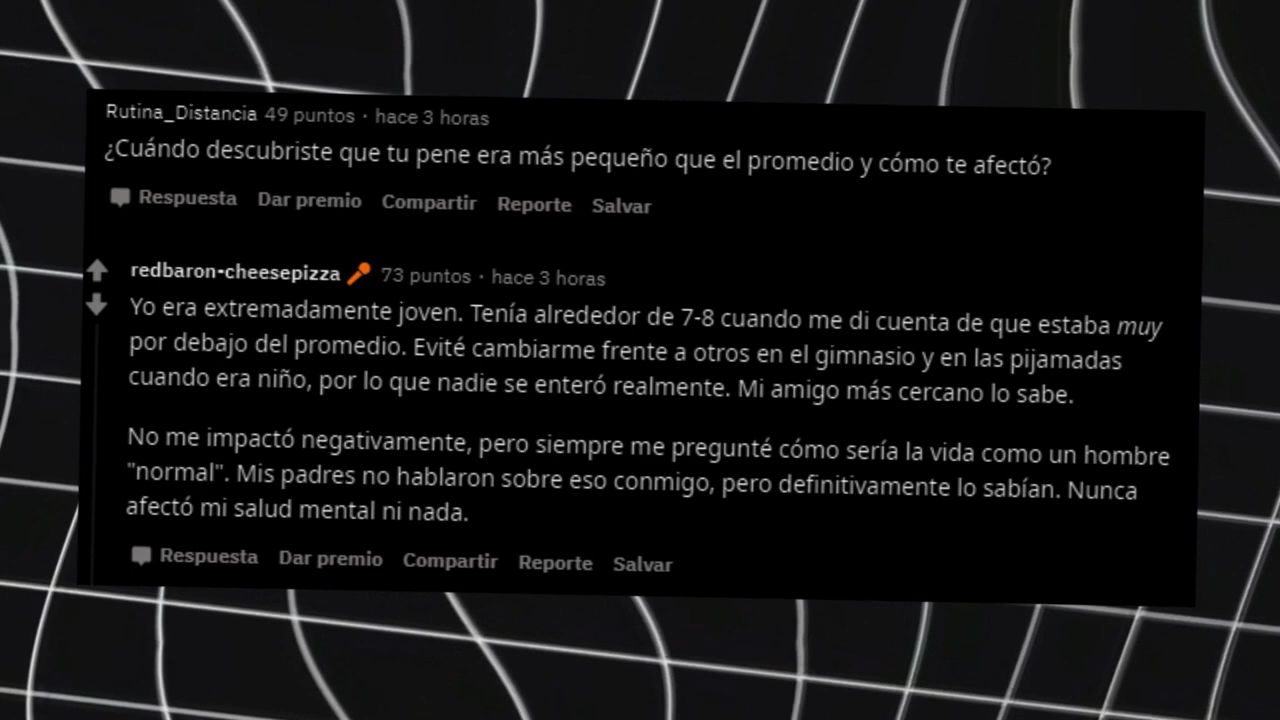 Rutina_Distancia 49 puntos · hace 3 horas
¿Cuándo descubriste que tu pene era más pequeño que el promedio y cómo te afectó?
Respuesta Dar premio Compartir Reporte Salvar
redbaron-cheesepizza 73 puntos · hace 3 horas
Yo era extremadamente joven. Tenía alrededor de 7-8 cuando me di cuenta de que estaba muy
por debajo del promedio. Evité cambiarme frente a otros en el gimnasio y en las pijamadas
cuando era niño, por lo que nadie se enteró realmente. Mi amigo más cercano lo sabe.
No me impactó negativamente, pero siempre me pregunté cómo sería la vida como un hombre
"normal". Mis padres no hablaron sobre eso conmigo, pero definitivamente lo sabían. Nunca
afectó mi salud mental ni nada.
Respuesta Dar premio Compartir Reporte Salvar